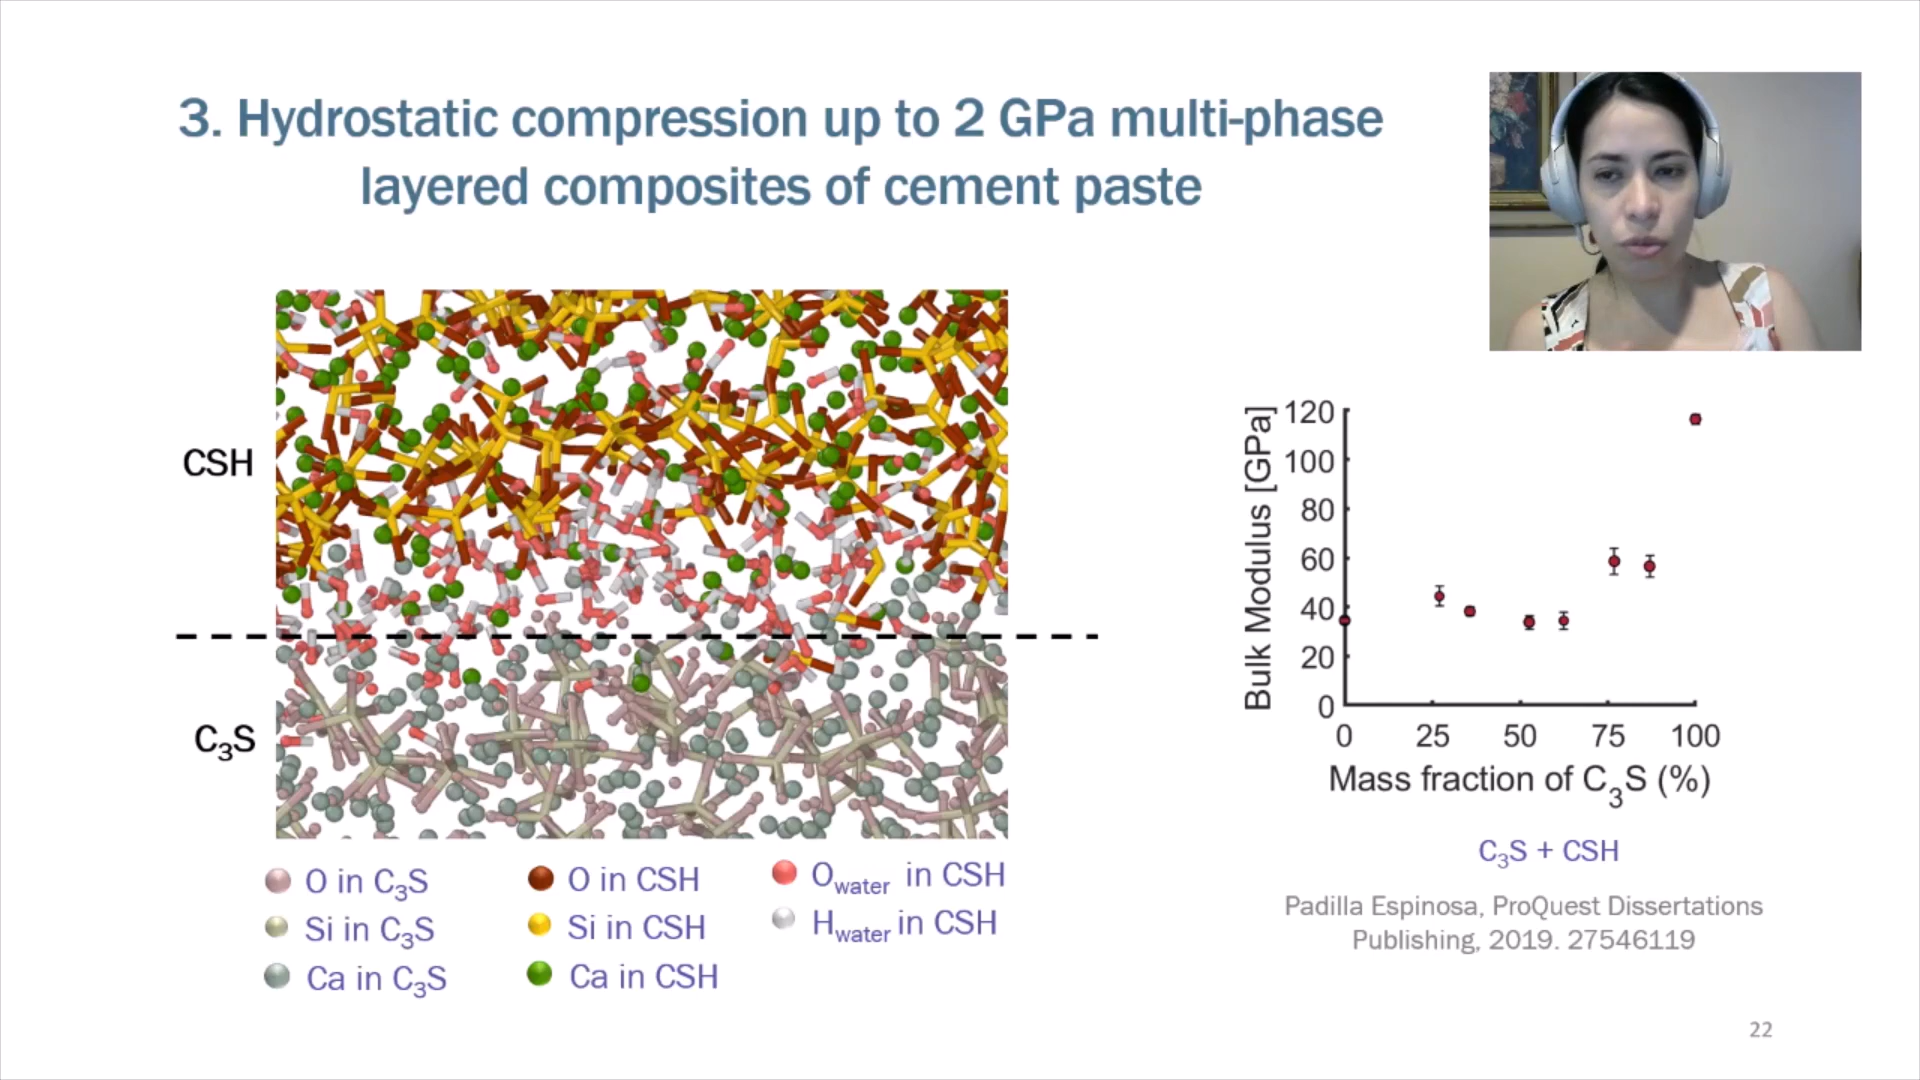 3. Hydrostatic compression up to 2 GPa multi-phase
layered composites of cement paste
CSH
C₃S
O in C₃S
Si in C₃S
Ca in C₃S
O in CSH
Si in CSH
Ca in CSH
Owater in CSH
Hwater in CSH
Bulk Modulus [GPa]
120
100
80
60
40
20
0
0 25 50 75 100
Mass fraction of C₃S (%)
C₃S + CSH
Padilla Espinosa, ProQuest Dissertations
Publishing, 2019. 27546119
22